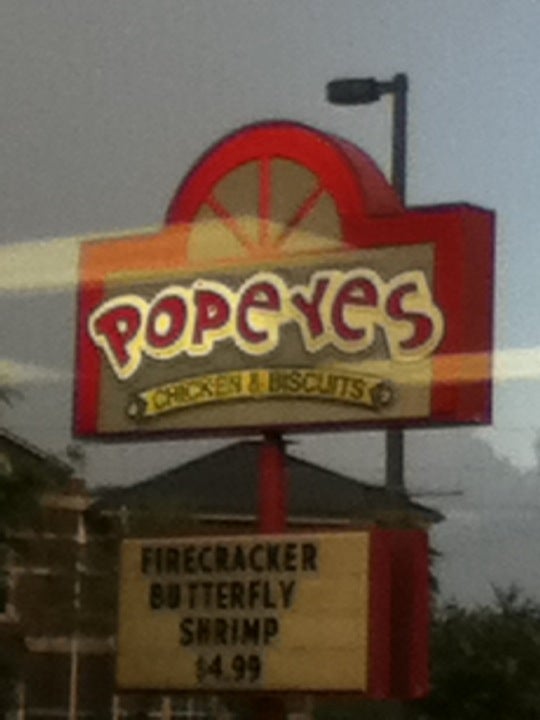 POPEYES
CHICKEN & BISCUITS
FIRECRACKER
BUTTERFLY
SHRIMP
$4.99